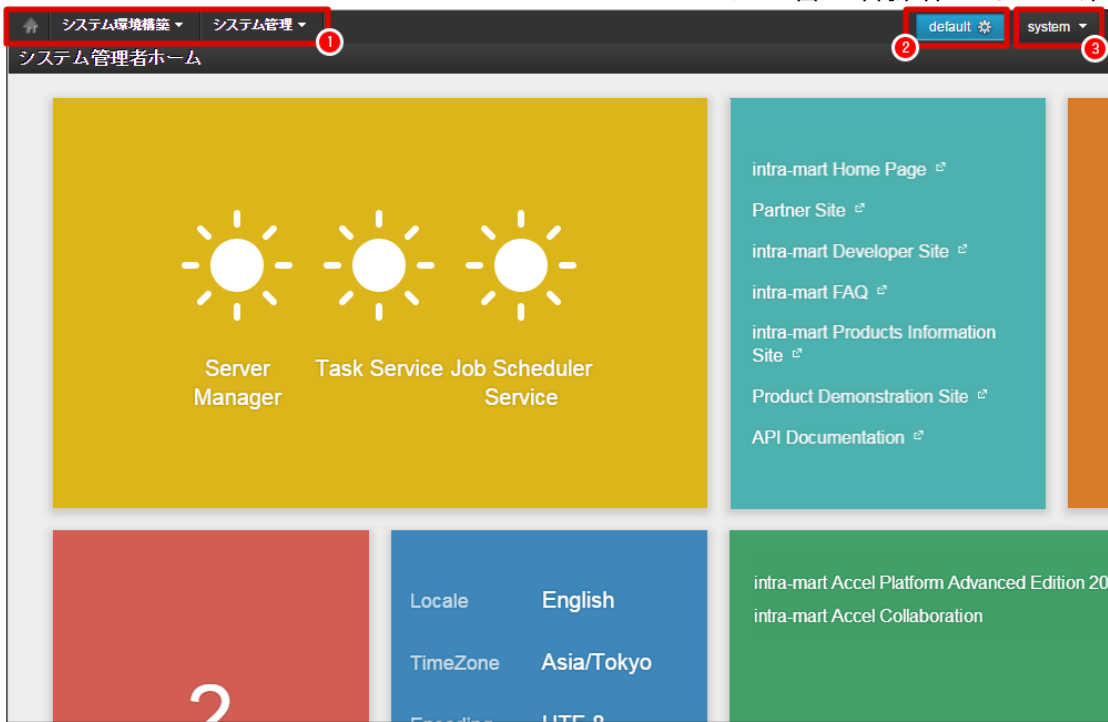 システム環境構築 システム管理
1
default
2
system
3
システム管理者ホーム
Server
Manager
Task Service
Job Scheduler
Service
intra-mart Home Page
Partner Site
intra-mart Developer Site
intra-mart FAQ
intra-mart Products Information
Site
Product Demonstration Site
API Documentation
2
Locale English
TimeZone Asia/Tokyo
Encoding UTF-8
intra-mart Accel Platform Advanced Edition 20
intra-mart Accel Collaboration